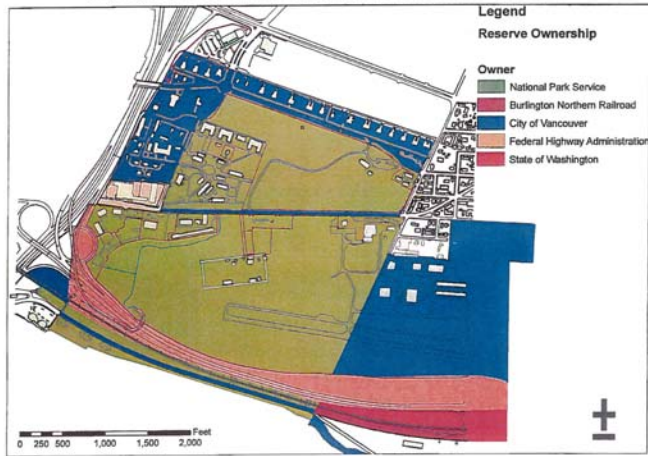 Legend
Reserve Ownership
Owner
National Park Service
Burlington Northern Railroad
City of Vancouver
Federal Highway Administration
State of Washington
Feet
0 250 500 1,000 1,500 2,000